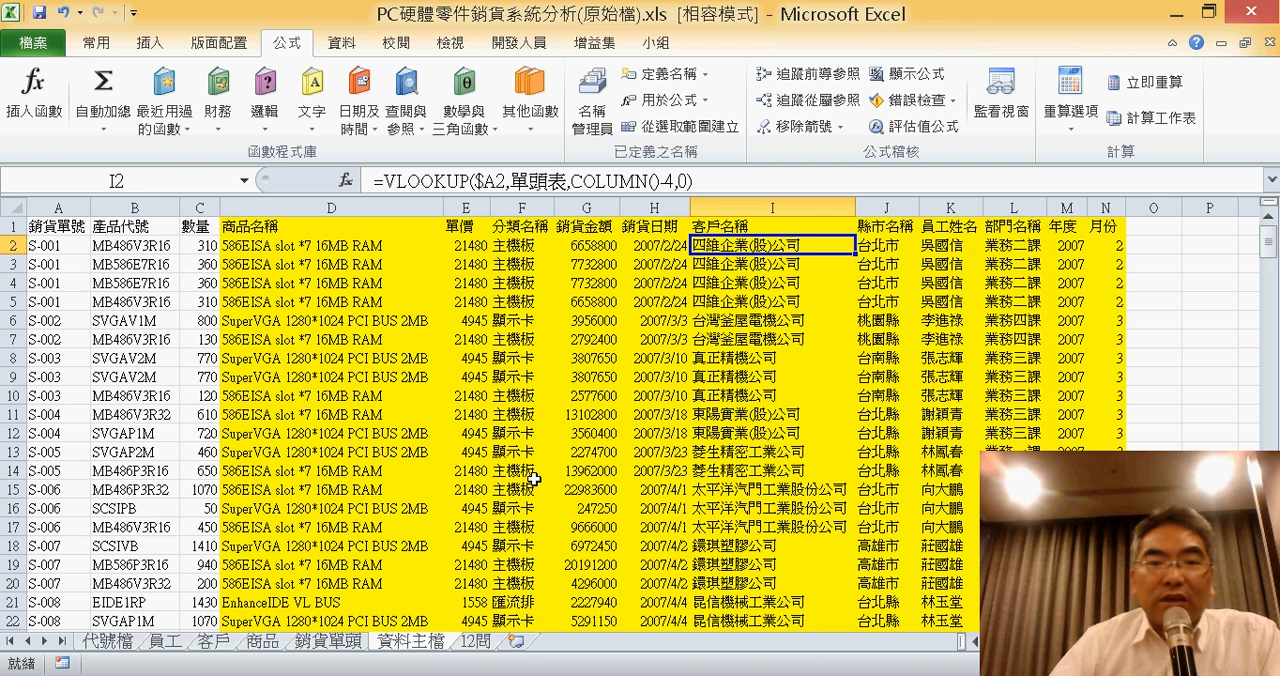 PC硬體零件銷貨系統分析(原始檔).xls [相容模式] - Microsoft Excel
檔案 常用 插入 版面配置 公式 資料 校閱 檢視 開發人員 增益集 小組
插入函數 自動加總 最近用過的函數 財務 邏輯 文字 日期及時間 查閱與參照 數學與三角函數 其他函數 名稱管理員 定義名稱 用於公式 從選取範圍建立 追蹤前導參照 追蹤從屬參照 移除箭號 顯示公式 錯誤檢查 評估值公式 監看視窗 重算選項 立即重算 計算工作表
函數程式庫 已定義之名稱 公式稽核 計算
I2 fx =VLOOKUP($A2,單頭表,COLUMN()-4,0)
A B C D E F G H I J K L M N O P
1 銷貨單號 產品代號 數量 商品名稱 單價 分類名稱 銷貨金額 銷貨日期 客戶名稱 縣市名稱 員工姓名 部門名稱 年度 月份
2 S-001 MB486V3R16 310 586EISA slot *7 16MB RAM 21480 主機板 6658800 2007/2/24 四維企業(股)公司 台北市 吳國信 業務二課 2007 2
3 S-001 MB586E7R16 360 586EISA slot *7 16MB RAM 21480 主機板 7732800 2007/2/24 四維企業(股)公司 台北市 吳國信 業務二課 2007 2
4 S-001 MB586E7R16 360 586EISA slot *7 16MB RAM 21480 主機板 7732800 2007/2/24 四維企業(股)公司 台北市 吳國信 業務二課 2007 2
5 S-001 MB486V3R16 310 586EISA slot *7 16MB RAM 21480 主機板 6658800 2007/2/24 四維企業(股)公司 台北市 吳國信 業務二課 2007 2
6 S-002 SVGAV1M 800 SuperVGA 1280*1024 PCI BUS 2MB 4945 顯示卡 3956000 2007/3/3 台灣釜屋電機公司 桃園縣 李進祿 業務四課 2007 3
7 S-002 MB486V3R16 130 586EISA slot *7 16MB RAM 21480 主機板 2792400 2007/3/3 台灣釜屋電機公司 桃園縣 李進祿 業務四課 2007 3
8 S-003 SVGAV2M 770 SuperVGA 1280*1024 PCI BUS 2MB 4945 顯示卡 3807650 2007/3/10 真正精機公司 台南縣 張志輝 業務三課 2007 3
9 S-003 SVGAV2M 770 SuperVGA 1280*1024 PCI BUS 2MB 4945 顯示卡 3807650 2007/3/10 真正精機公司 台南縣 張志輝 業務三課 2007 3
10 S-003 MB486V3R16 120 586EISA slot *7 16MB RAM 21480 主機板 2577600 2007/3/10 真正精機公司 台南縣 張志輝 業務三課 2007 3
11 S-004 MB486V3R32 610 586EISA slot *7 16MB RAM 21480 主機板 13102800 2007/3/18 東陽實業(股)公司 台北縣 謝穎青 業務三課 2007 3
12 S-004 SVGAP1M 720 SuperVGA 1280*1024 PCI BUS 2MB 4945 顯示卡 3560400 2007/3/18 東陽實業(股)公司 台北縣 謝穎青 業務三課 2007 3
13 S-005 SVGAP2M 460 SuperVGA 1280*1024 PCI BUS 2MB 4945 顯示卡 2274700 2007/3/23 菱生精密工業公司 台北縣 林鳳春
14 S-005 MB486P3R16 650 586EISA slot *7 16MB RAM 21480 主機板 13962000 2007/3/23 菱生精密工業公司 台北縣 林鳳春
15 S-006 MB486P3R32 1070 586EISA slot *7 16MB RAM 21480 主機板 22983600 2007/4/1 太平洋汽門工業股份公司 台北市 向大鵬
16 S-006 SCSIPB 50 SuperVGA 1280*1024 PCI BUS 2MB 4945 顯示卡 247250 2007/4/1 太平洋汽門工業股份公司 台北市 向大鵬
17 S-006 MB486V3R16 450 586EISA slot *7 16MB RAM 21480 主機板 9666000 2007/4/1 太平洋汽門工業股份公司 台北市 向大鵬
18 S-007 SCSIVB 1410 SuperVGA 1280*1024 PCI BUS 2MB 4945 顯示卡 6972450 2007/4/2 鐶琪塑膠公司 高雄市 莊國雄
19 S-007 MB586P3R16 940 586EISA slot *7 16MB RAM 21480 主機板 20191200 2007/4/2 鐶琪塑膠公司 高雄市 莊國雄
20 S-007 MB486V3R32 200 586EISA slot *7 16MB RAM 21480 主機板 4296000 2007/4/2 鐶琪塑膠公司 高雄市 莊國雄
21 S-008 EIDE1RP 1430 EnhanceIDE VL BUS 1558 匯流排 2227940 2007/4/4 昆信機械工業公司 台北縣 林玉堂
22 S-008 SVGAP1M 1070 SuperVGA 1280*1024 PCI BUS 2MB 4945 顯示卡 5291150 2007/4/4 昆信機械工業公司 台北縣 林玉堂
代號檔 員工 客戶 商品 銷貨單頭 資料主檔 12問
就緒